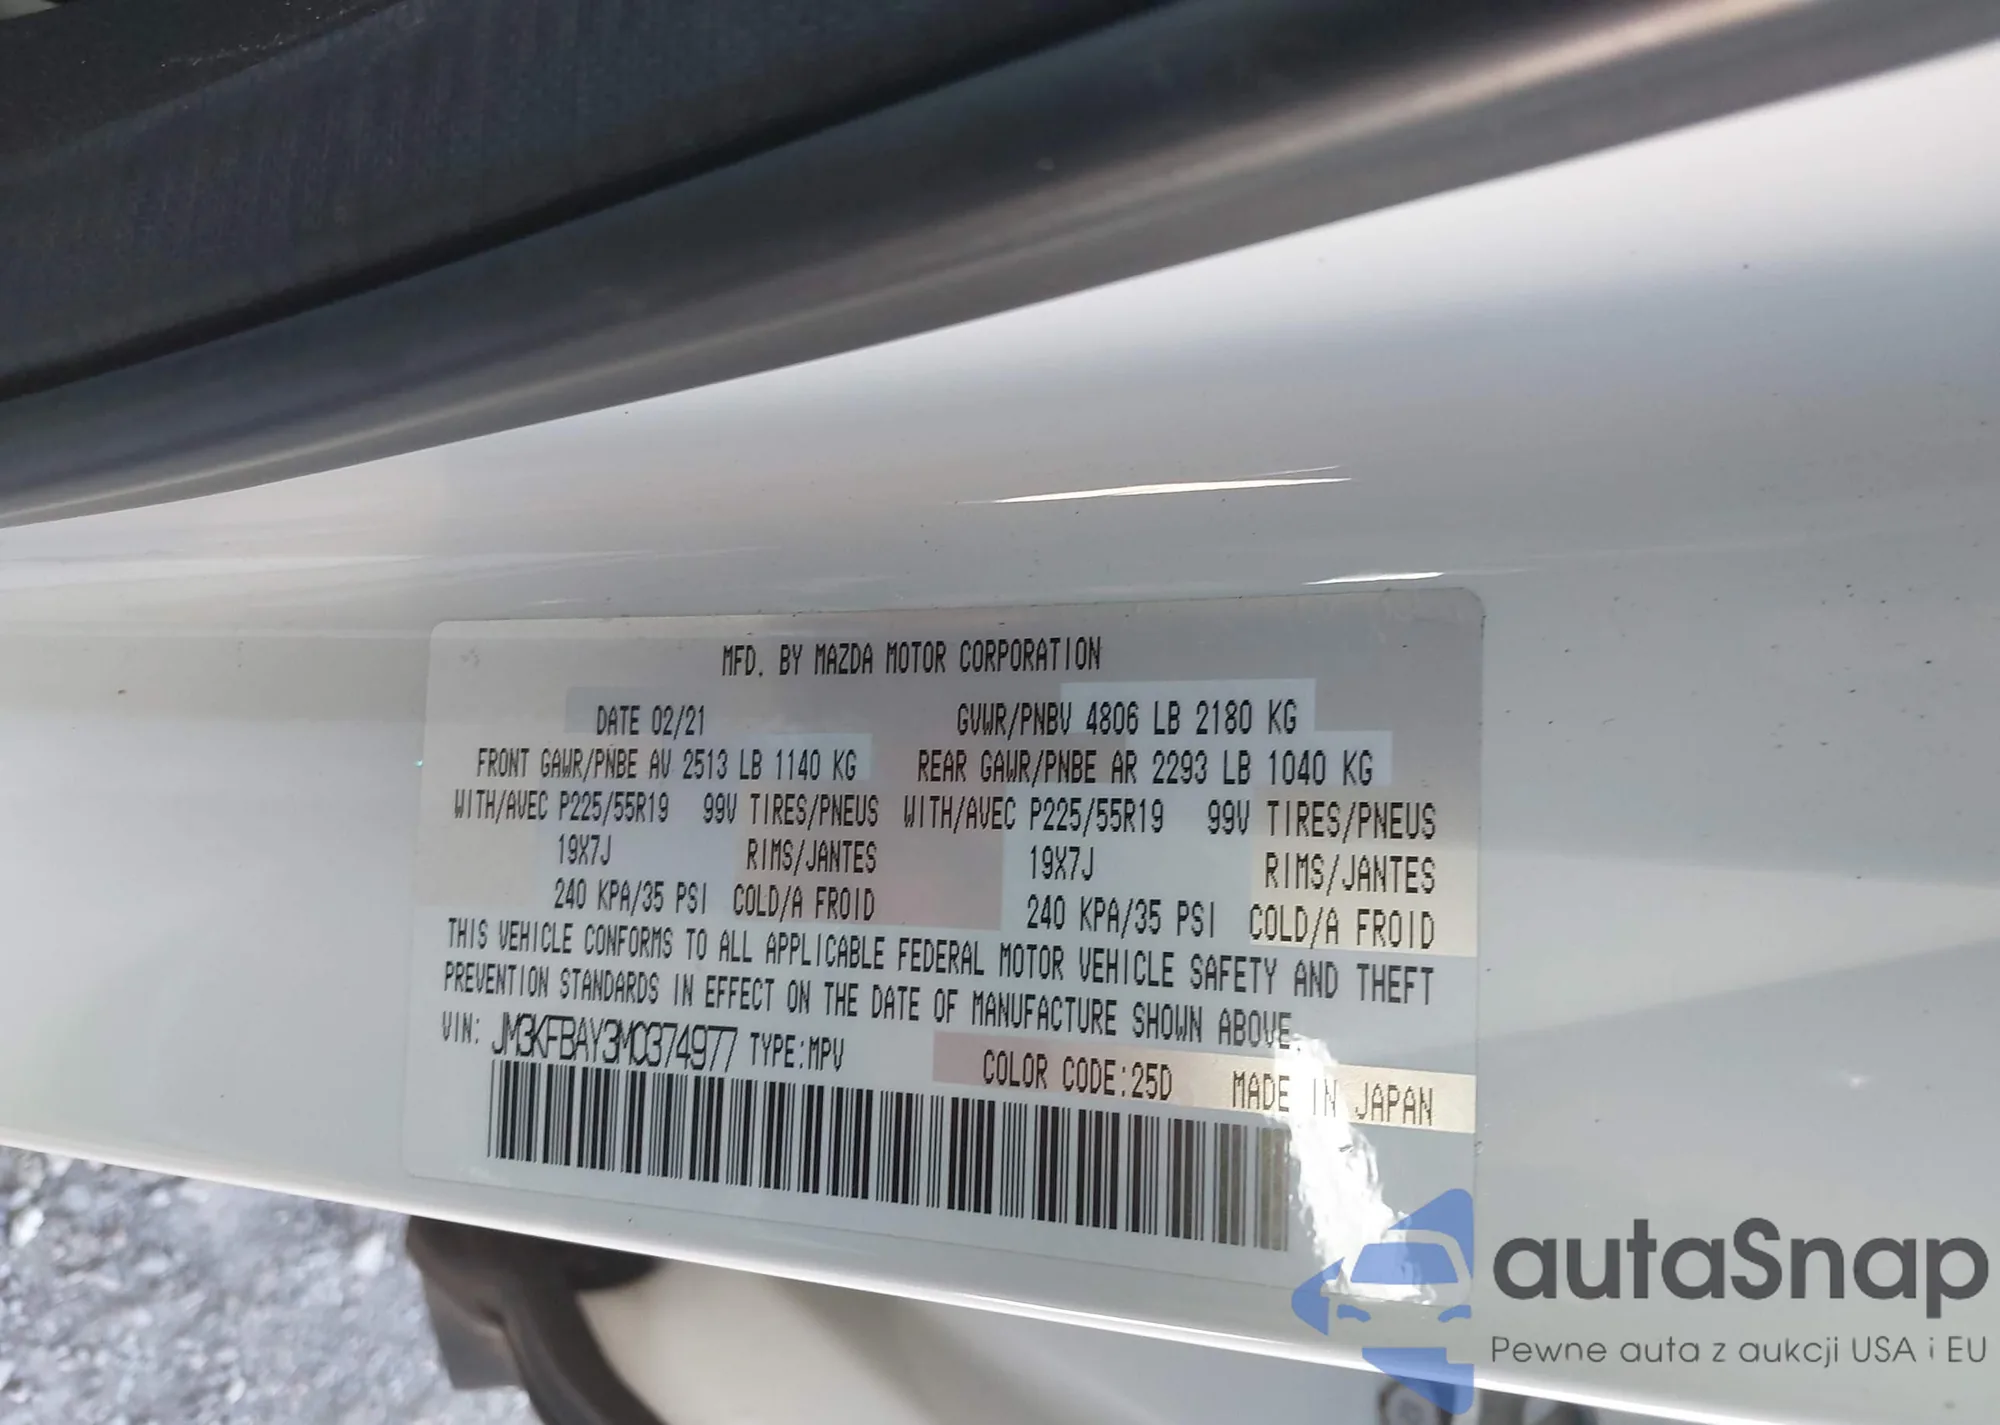 MFD. BY MAZDA MOTOR CORPORATION
DATE 02/21 GVWR/PNBV 4806 LB 2180 KG
FRONT GAWR/PNBE AV 2513 LB 1140 KG REAR GAWR/PNBE AR 2293 LB 1040 KG
WITH/AVEC P225/55R19 99V TIRES/PNEUS WITH/AVEC P225/55R19 99V TIRES/PNEUS
19X7J RIMS/JANTES 19X7J RIMS/JANTES
240 KPA/35 PSI COLD/A FROID 240 KPA/35 PSI COLD/A FROID
THIS VEHICLE CONFORMS TO ALL APPLICABLE FEDERAL MOTOR VEHICLE SAFETY AND THEFT
PREVENTION STANDARDS IN EFFECT ON THE DATE OF MANUFACTURE SHOWN ABOVE.
VIN: JM3KFBAY3M0374977 TYPE:MPV COLOR CODE:25D MADE IN JAPAN
autaSnap
Pewne auta z aukcji USA i EU